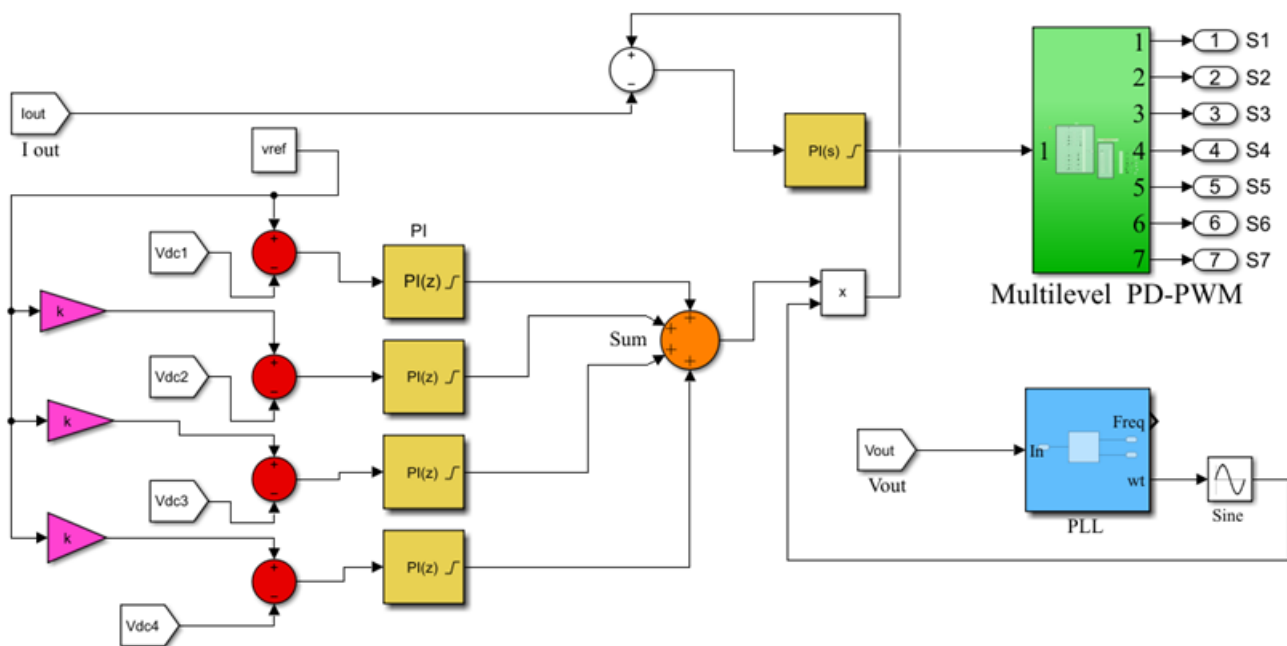 Iout
I out
vref
Vdc1
k
Vdc2
k
Vdc3
k
Vdc4
+
−
+
−
+
−
+
−
PI
PI(z)
PI(z)
PI(z)
PI(z)
Sum
+
+
+
+
+
−
PI(s)
x
1
1
2
3
4
5
6
7
1 S1
2 S2
3 S3
4 S4
5 S5
6 S6
7 S7
Multilevel PD-PWM
Vout
Vout
In
Freq
wt
PLL
Sine